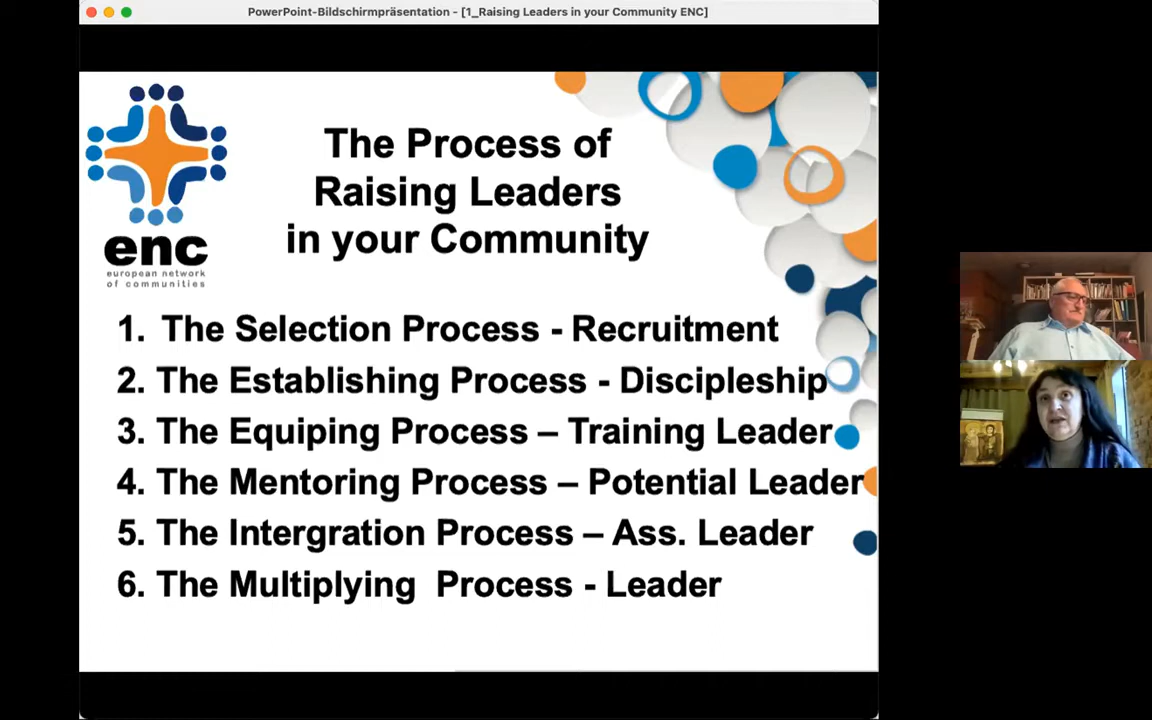 PowerPoint-Bildschirmpräsentation - [1_Raising Leaders in your Community ENC]
enc
european network
of communities
The Process of
Raising Leaders
in your Community
1. The Selection Process - Recruitment
2. The Establishing Process - Discipleship
3. The Equiping Process – Training Leader
4. The Mentoring Process – Potential Leader
5. The Intergration Process – Ass. Leader
6. The Multiplying Process - Leader